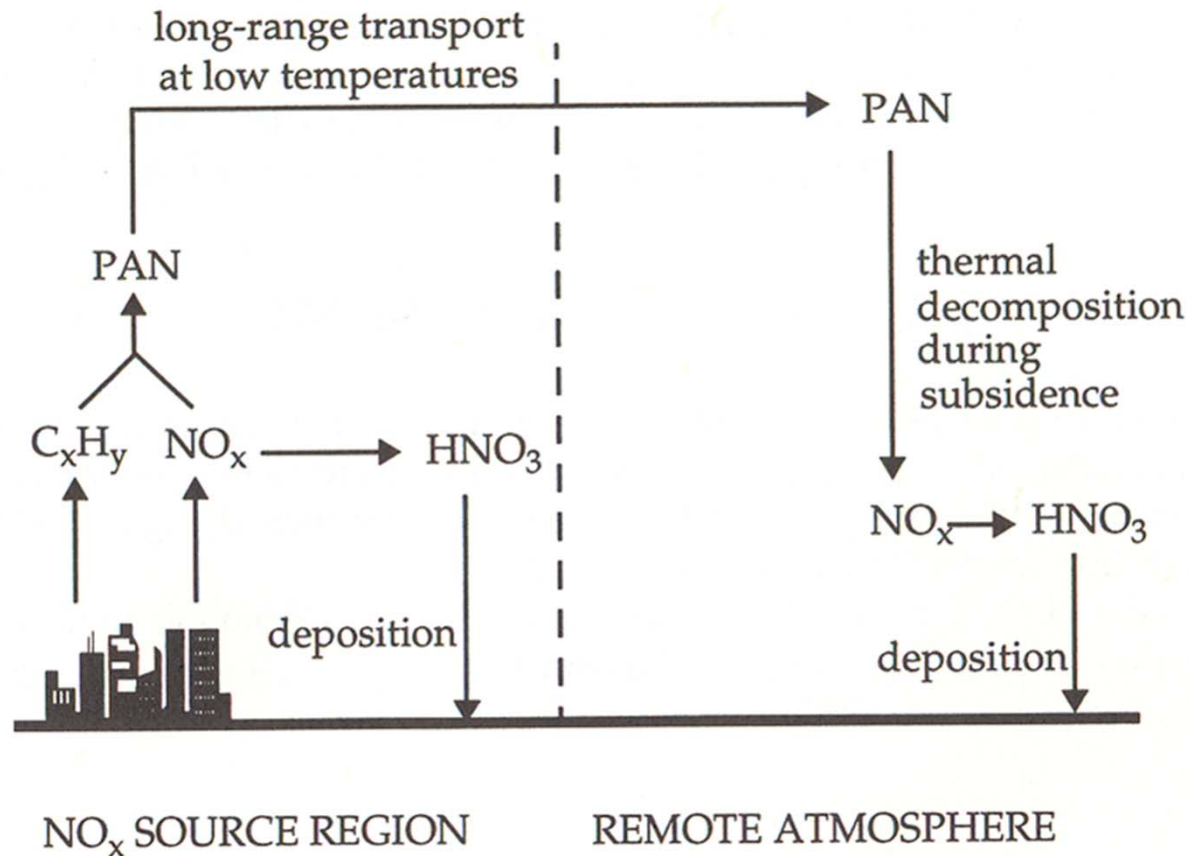 long-range transport
at low temperatures
PAN
PAN
thermal
decomposition
during
subsidence
CxHy NOx HNO3
NOx HNO3
deposition
deposition
NOx SOURCE REGION REMOTE ATMOSPHERE